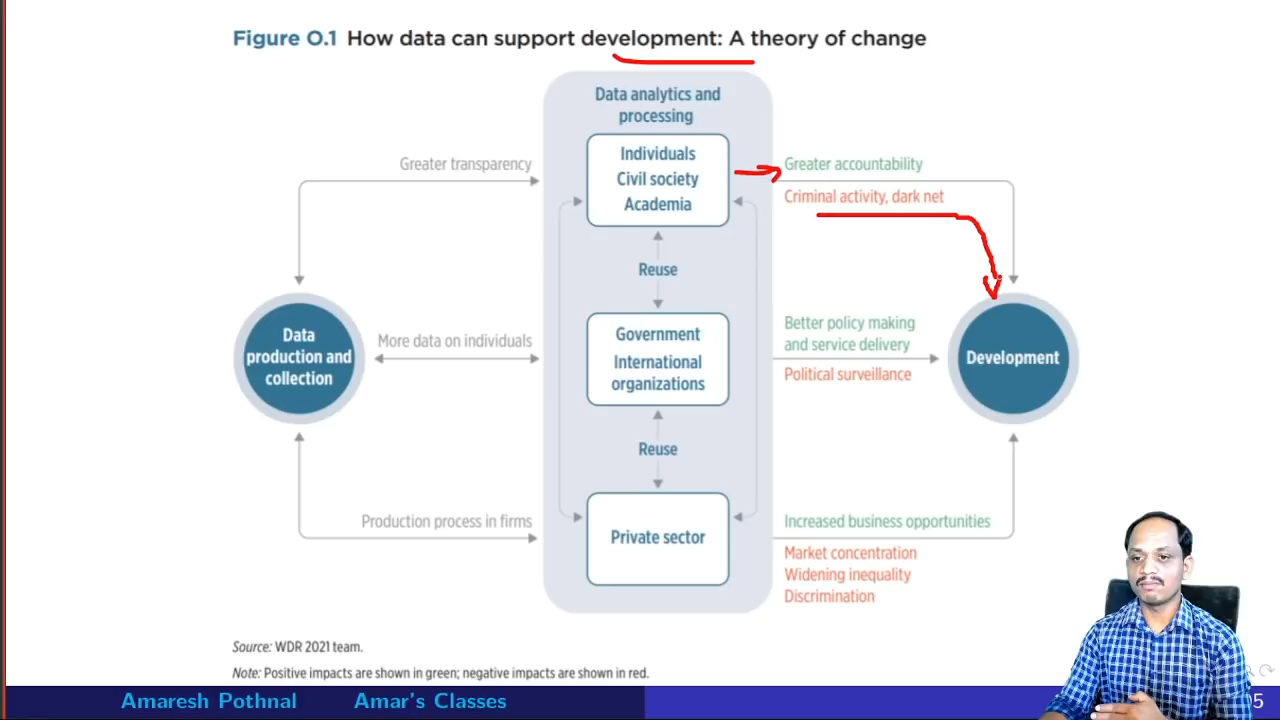 Figure O.1 How data can support development: A theory of change
Data analytics and
processing
Individuals
Civil society
Academia
Greater transparency
Greater accountability
Criminal activity, dark net
Reuse
Data
production and
collection
More data on individuals
Government
International
organizations
Better policy making
and service delivery
Political surveillance
Development
Reuse
Production process in firms
Private sector
Increased business opportunities
Market concentration
Widening inequality
Discrimination
Source: WDR 2021 team.
Note: Positive impacts are shown in green; negative impacts are shown in red.
Amaresh Pothnal Amar's Classes
5